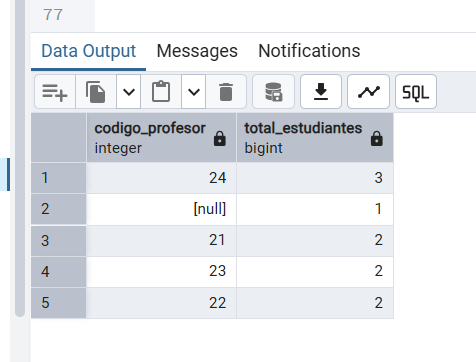 77
Data Output Messages Notifications
SQL
codigo_profesor total_estudiantes
integer bigint
1 24 3
2 [null] 1
3 21 2
4 23 2
5 22 2